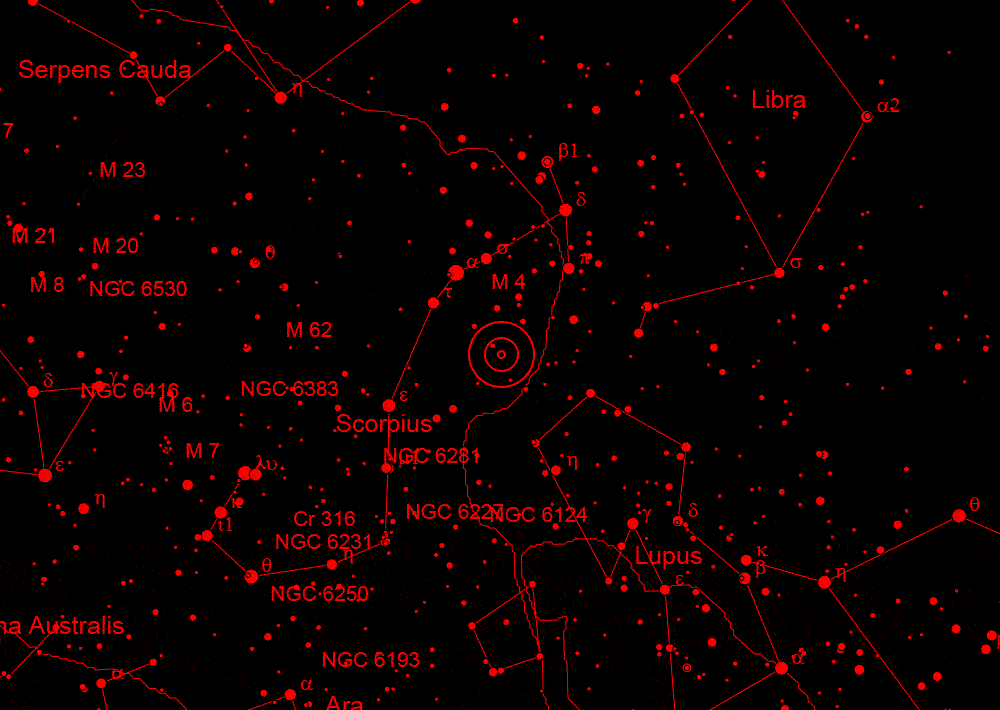 Serpens Cauda
η
Libra
α2
7
β1
M 23
δ
M 21
M 20
θ
σ
α
M 4
π
σ
M 8
NGC 6530
τ
M 62
δ
γ
NGC 6416
M 6
NGC 6383
ε
Scorpius
M 7
NGC 6281
ε
λυ
η
η
κ
ι1
Cr 316
NGC 6227
NGC 6124
γ
δ
θ
NGC 6231
η
Lupus
κ
β
θ
η
ε
NGC 6250
na Australis
NGC 6193
α
α
α
Ara